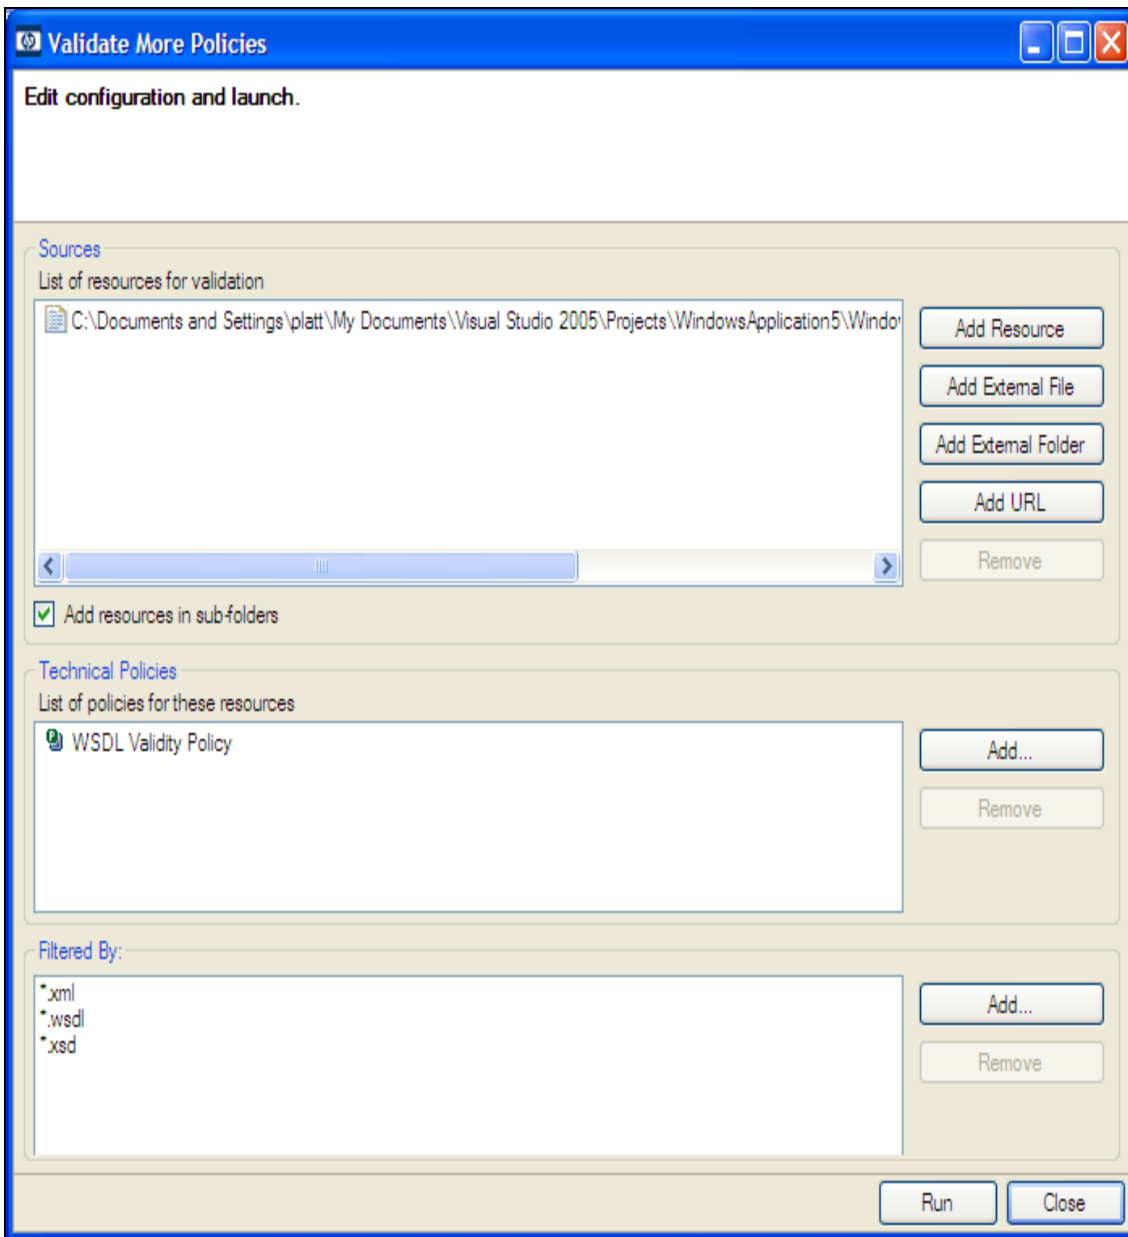 Validate More Policies
Edit configuration and launch.
Sources
List of resources for validation
C:\Documents and Settings\platt\My Documents\Visual Studio 2005\Projects\WindowsApplication5\Windo
Add Resource
Add External File
Add External Folder
Add URL
Remove
Add resources in sub-folders
Technical Policies
List of policies for these resources
WSDL Validity Policy
Add...
Remove
Filtered By:
*.xml
*.wsdl
*.xsd
Add...
Remove
Run
Close